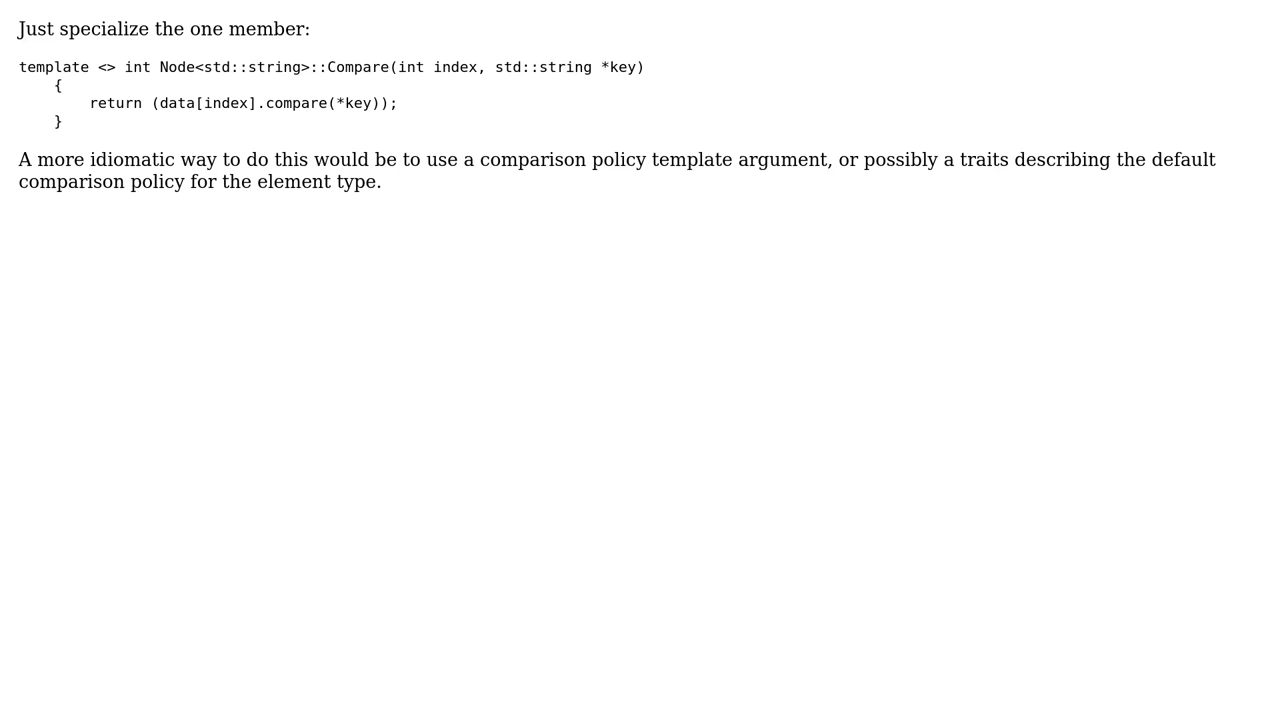 Just specialize the one member:
template <> int Node<std::string>::Compare(int index, std::string *key)
    {
        return (data[index].compare(*key));
    }
A more idiomatic way to do this would be to use a comparison policy template argument, or possibly a traits describing the default
comparison policy for the element type.